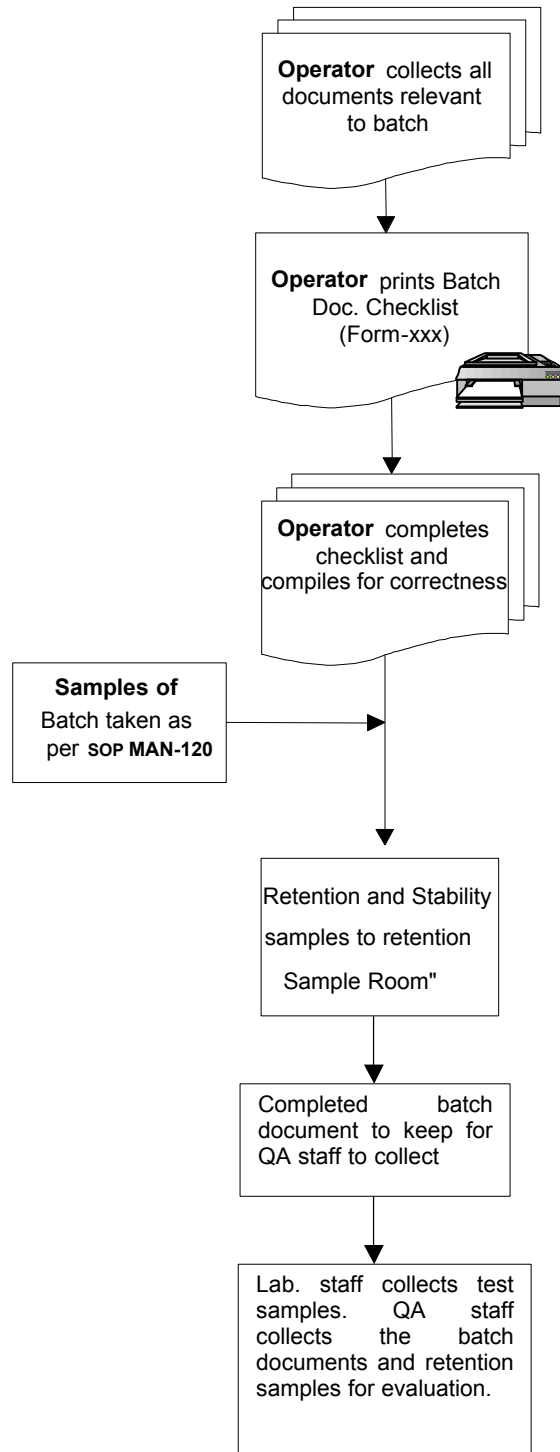 Operator collects all
documents relevant
to batch
Operator prints Batch
Doc. Checklist
(Form-xxx)
Operator completes
checklist and
compiles for correctness
Samples of
Batch taken as
per SOP MAN-120
Retention and Stability
samples to retention
Sample Room"
Completed batch
document to keep for
QA staff to collect
Lab. staff collects test
samples. QA staff
collects the batch
documents and retention
samples for evaluation.